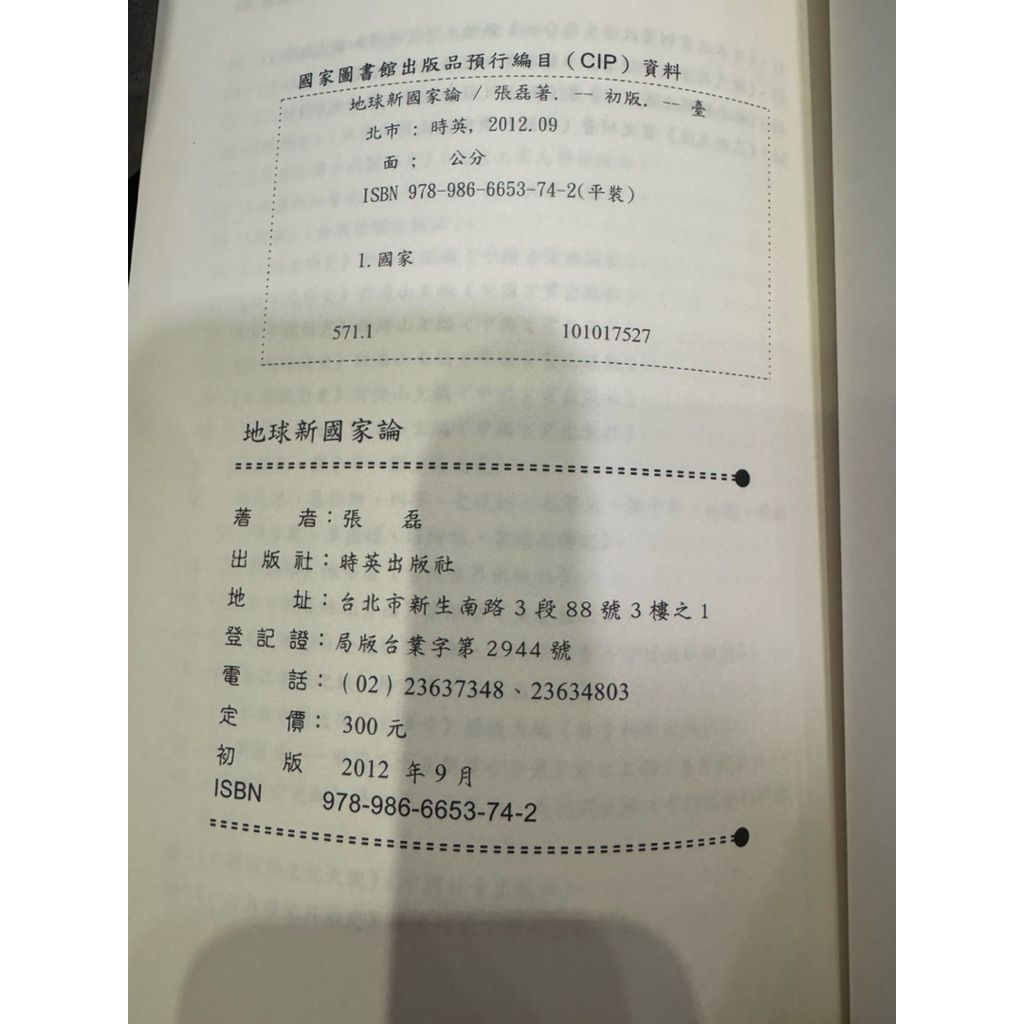 國家圖書館出版品預行編目（CIP）資料
地球新國家論 / 張磊著. -- 初版. -- 臺
北市 : 時英, 2012.09
面 ; 公分
ISBN 978-986-6653-74-2(平裝)
1. 國家
571.1 101017527
地球新國家論
著 者：張 磊
出 版 社：時英出版社
地 址：台北市新生南路 3 段 88 號 3 樓之 1
登 記 證：局版台業字第 2944 號
電 話：（02）23637348、23634803
定 價： 300 元
初 版 2012 年 9 月
ISBN 978-986-6653-74-2